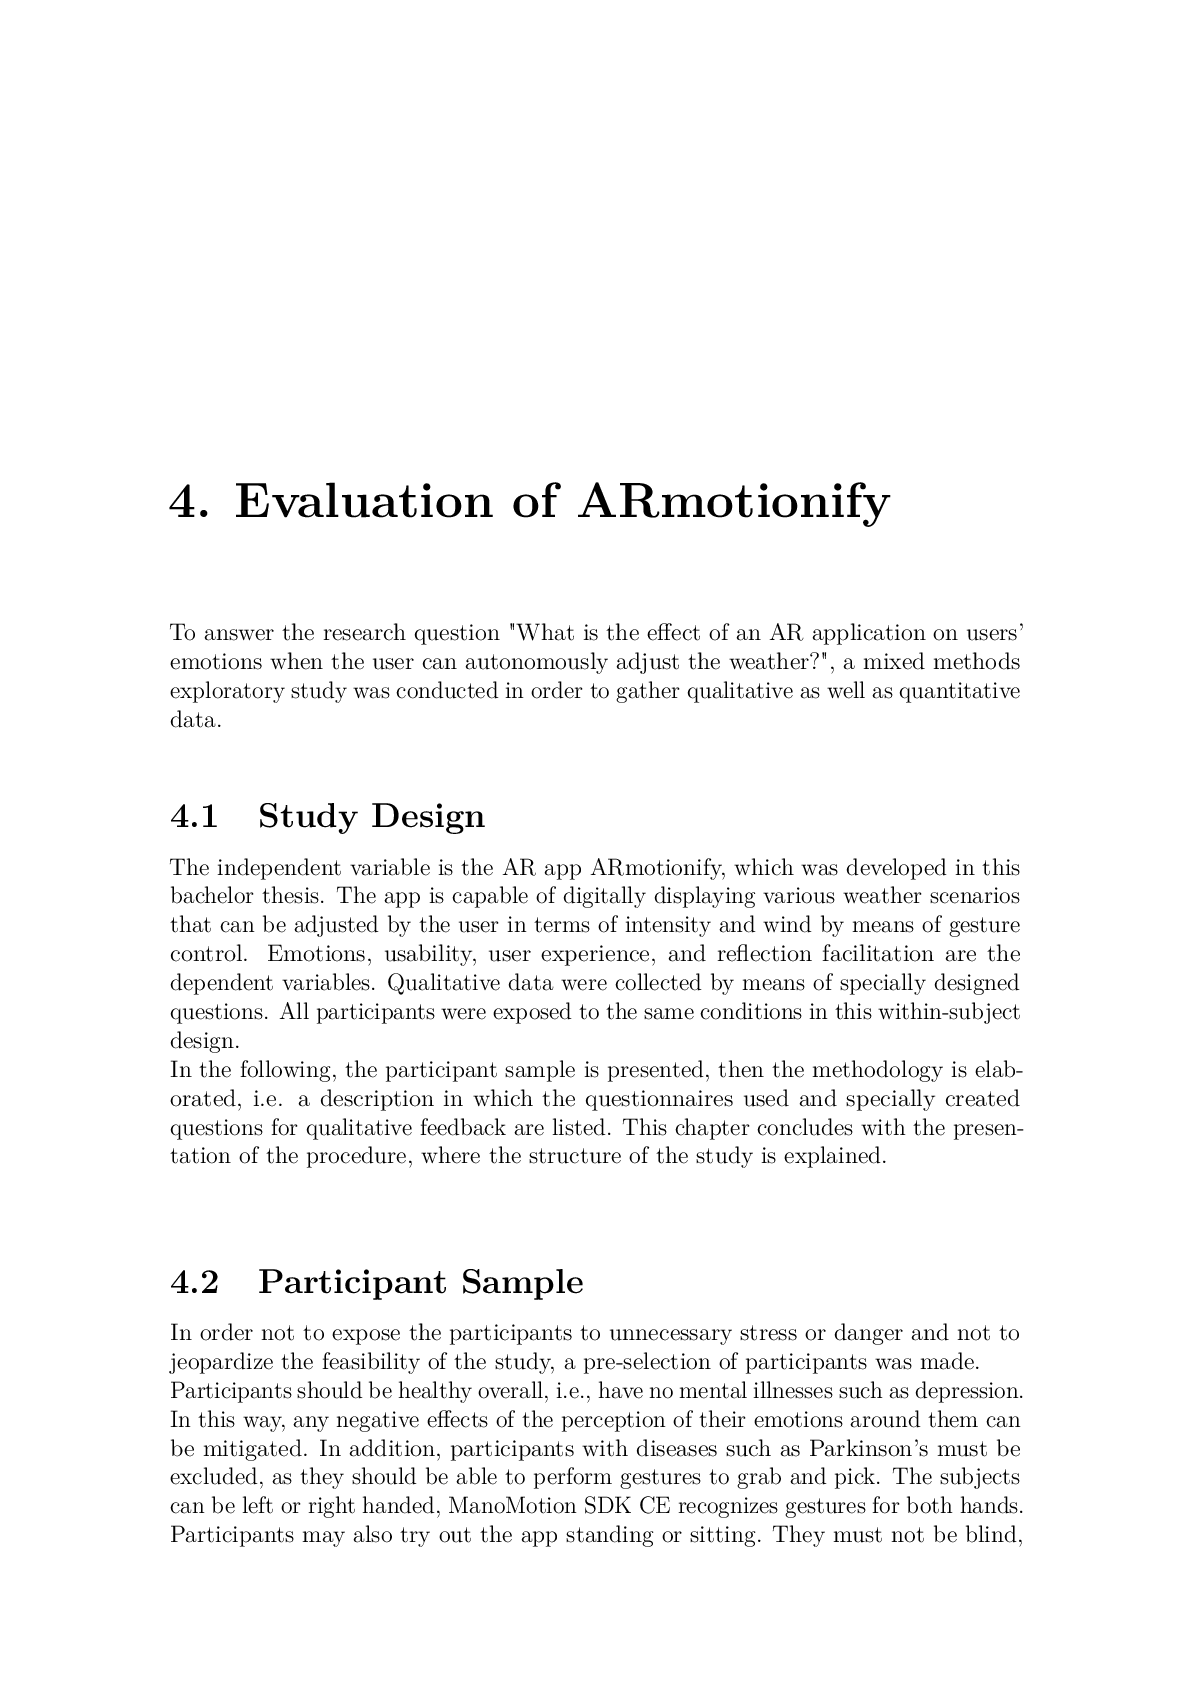 4. Evaluation of ARmotionify
To answer the research question "What is the effect of an AR application on users'
emotions when the user can autonomously adjust the weather?", a mixed methods
exploratory study was conducted in order to gather qualitative as well as quantitative
data.
4.1 Study Design
The independent variable is the AR app ARmotionify, which was developed in this
bachelor thesis. The app is capable of digitally displaying various weather scenarios
that can be adjusted by the user in terms of intensity and wind by means of gesture
control. Emotions, usability, user experience, and reflection facilitation are the
dependent variables. Qualitative data were collected by means of specially designed
questions. All participants were exposed to the same conditions in this within-subject
design.
In the following, the participant sample is presented, then the methodology is elab-
orated, i.e. a description in which the questionnaires used and specially created
questions for qualitative feedback are listed. This chapter concludes with the presen-
tation of the procedure, where the structure of the study is explained.
4.2 Participant Sample
In order not to expose the participants to unnecessary stress or danger and not to
jeopardize the feasibility of the study, a pre-selection of participants was made.
Participants should be healthy overall, i.e., have no mental illnesses such as depression.
In this way, any negative effects of the perception of their emotions around them can
be mitigated. In addition, participants with diseases such as Parkinson's must be
excluded, as they should be able to perform gestures to grab and pick. The subjects
can be left or right handed, ManoMotion SDK CE recognizes gestures for both hands.
Participants may also try out the app standing or sitting. They must not be blind,